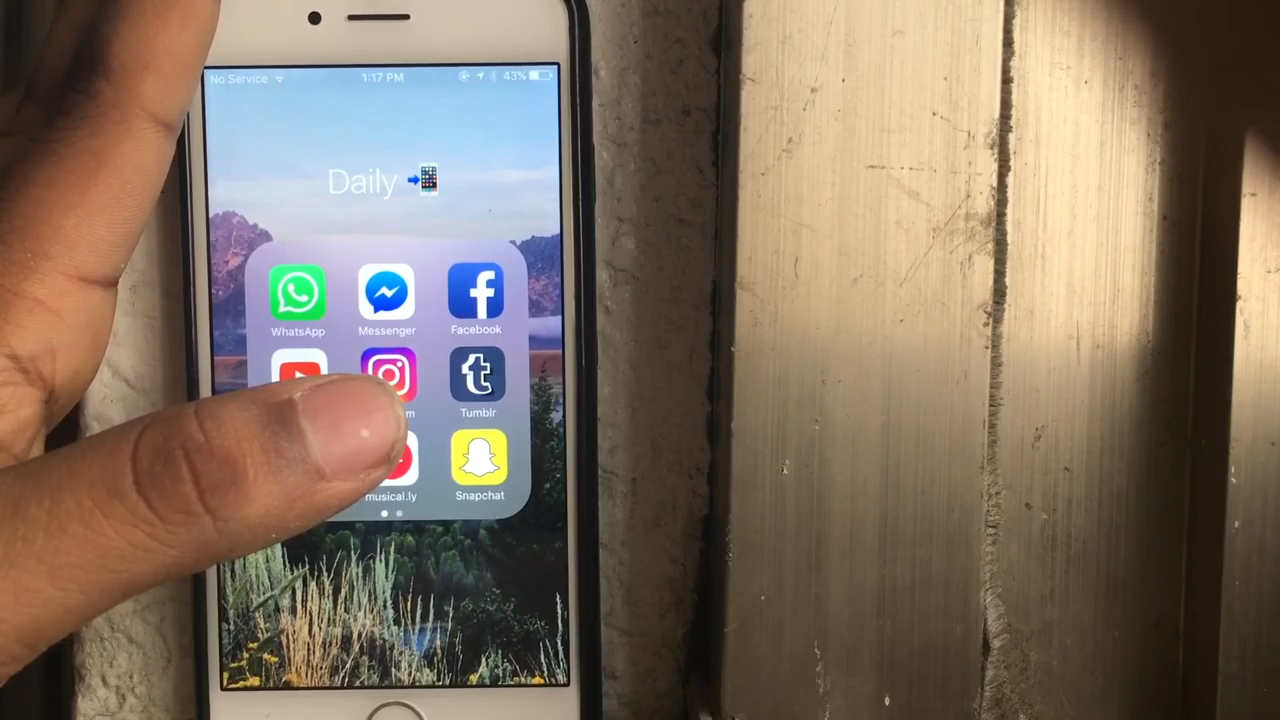 No Service 1:17 PM 43%
Daily
WhatsApp Messenger Facebook
m Tumblr
musical.ly Snapchat